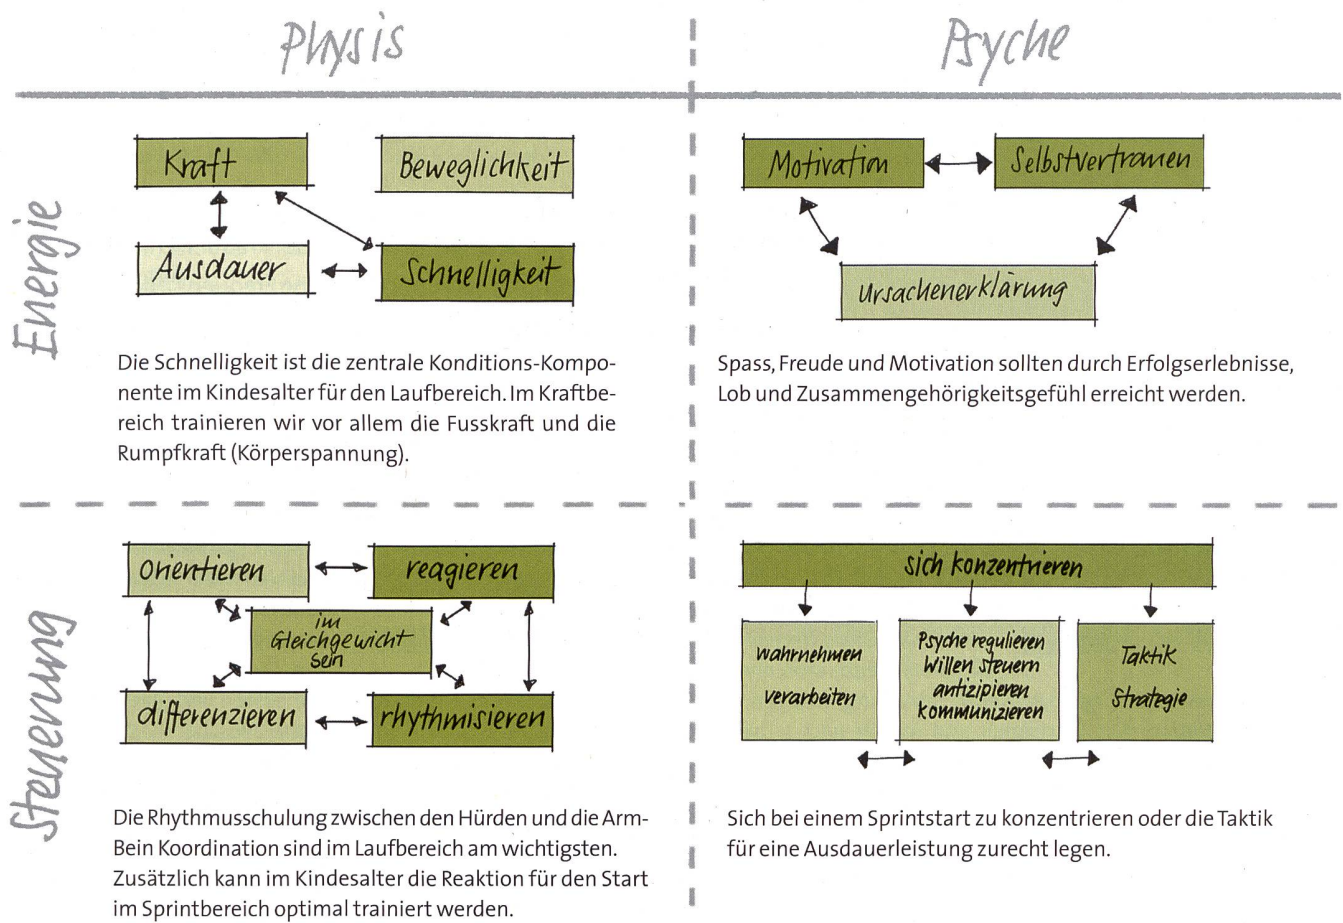 Physis
Psyche
Energie
Kraft
Beweglichkeit
Ausdauer
Schnelligkeit
Die Schnelligkeit ist die zentrale Konditions-Kompo-
nente im Kindesalter für den Laufbereich. Im Kraftbe-
reich trainieren wir vor allem die Fusskraft und die
Rumpfkraft (Körperspannung).
Motivation
Selbstvertrauen
Ursachenerklärung
Spass, Freude und Motivation sollten durch Erfolgserlebnisse,
Lob und Zusammengehörigkeitsgefühl erreicht werden.
Steuerung
orientieren
reagieren
im
Gleichgewicht
sein
differenzieren
rhythmisieren
Die Rhythmusschulung zwischen den Hürden und die Arm-
Bein Koordination sind im Laufbereich am wichtigsten.
Zusätzlich kann im Kindesalter die Reaktion für den Start
im Sprintbereich optimal trainiert werden.
sich konzentrieren
wahrnehmen
verarbeiten
Psyche regulieren
Willen steuern
antizipieren
kommunizieren
Taktik
Strategie
Sich bei einem Sprintstart zu konzentrieren oder die Taktik
für eine Ausdauerleistung zurecht legen.